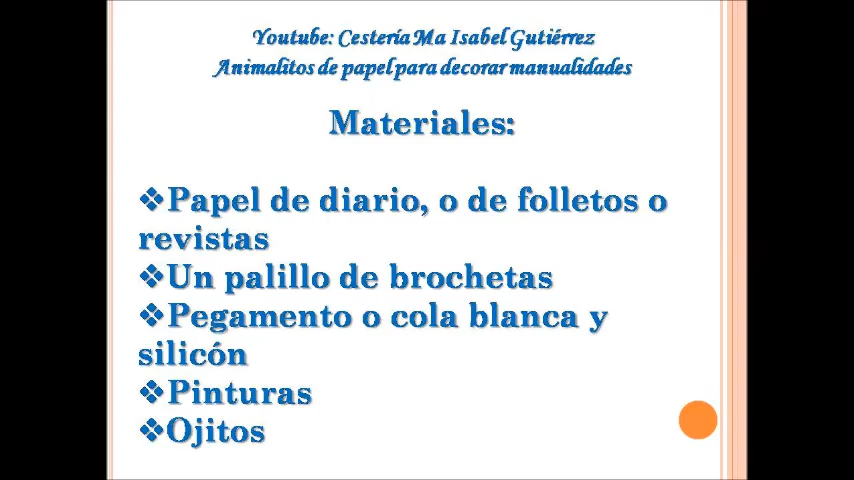 Youtube: Cestería Ma Isabel Gutiérrez
Animalitos de papel para decorar manualidades
Materiales:
❖Papel de diario, o de folletos o
revistas
❖Un palillo de brochetas
❖Pegamento o cola blanca y
silicón
❖Pinturas
❖Ojitos